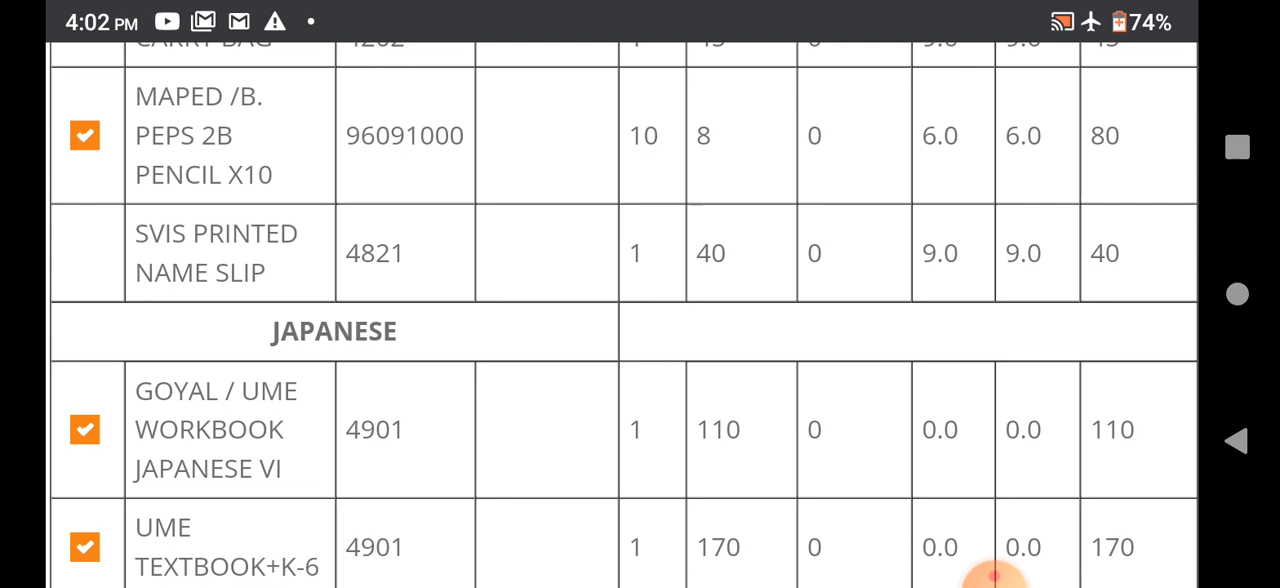 4:02 PM 74%
MAPED /B.
PEPS 2B
PENCIL X10
96091000 10 8 0 6.0 6.0 80
SVIS PRINTED
NAME SLIP
4821 1 40 0 9.0 9.0 40
JAPANESE
GOYAL / UME
WORKBOOK
JAPANESE VI
4901 1 110 0 0.0 0.0 110
UME
TEXTBOOK+K-6
4901 1 170 0 0.0 0.0 170